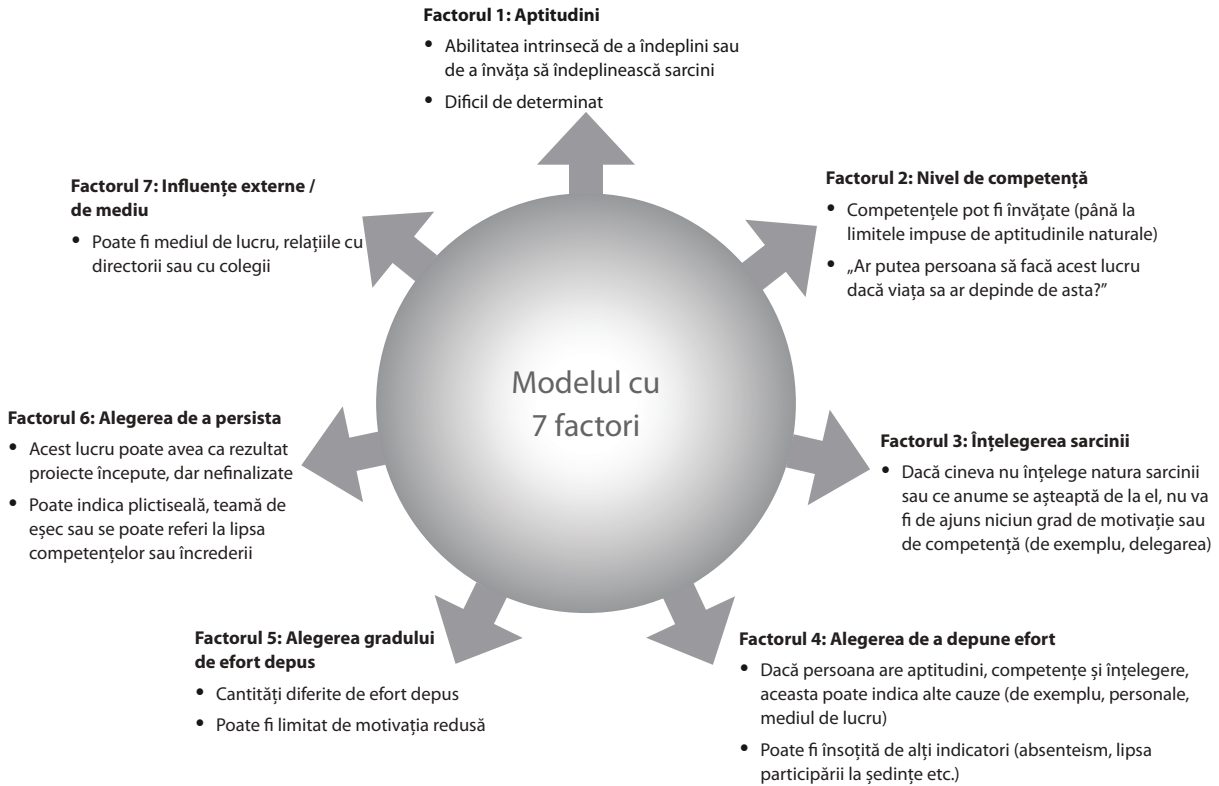 Factorul 1: Aptitudini
• Abilitatea intrinsecă de a îndeplini sau
de a învăța să îndeplinească sarcini
• Dificil de determinat
Factorul 2: Nivel de competență
• Competențele pot fi învățate (până la
limitele impuse de aptitudinile naturale)
• „Ar putea persoana să facă acest lucru
dacă viața sa ar depinde de asta?”
Factorul 3: Înțelegerea sarcinii
• Dacă cineva nu înțelege natura sarcinii
sau ce anume se așteaptă de la el, nu va
fi de ajuns niciun grad de motivație sau
de competență (de exemplu, delegarea)
Factorul 4: Alegerea de a depune efort
• Dacă persoana are aptitudini, competențe și înțelegere,
aceasta poate indica alte cauze (de exemplu, personale,
mediul de lucru)
• Poate fi însoțită de alți indicatori (absenteism, lipsa
participării la ședințe etc.)
Factorul 5: Alegerea gradului
de efort depus
• Cantități diferite de efort depus
• Poate fi limitat de motivația redusă
Factorul 6: Alegerea de a persista
• Acest lucru poate avea ca rezultat
proiecte începute, dar nefinalizate
• Poate indica plictiseală, teamă de
eșec sau se poate referi la lipsa
competențelor sau încrederii
Factorul 7: Influențe externe /
de mediu
• Poate fi mediul de lucru, relațiile cu
directorii sau cu colegii
Modelul cu
7 factori